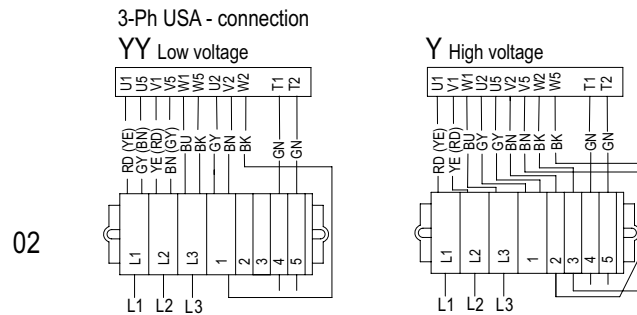 3-Ph USA - connection
YY Low voltage
U1 U5 V1 V5 W1 W5 U2 V2 W2 T1 T2
RD (YE) GY (BN) YE (RD) BN (GY) BU BK GY BN BK GN GN
L1 L2 L3 1 2 3 4 5
L1 L2 L3
Y High voltage
U1 V1 W1 U2 U5 V2 V5 W2 W5 T1 T2
RD (YE) YE (RD) BU GY GY BN BN BK BK GN GN
L1 L2 L3 1 2 3 4 5
L1 L2 L3
02